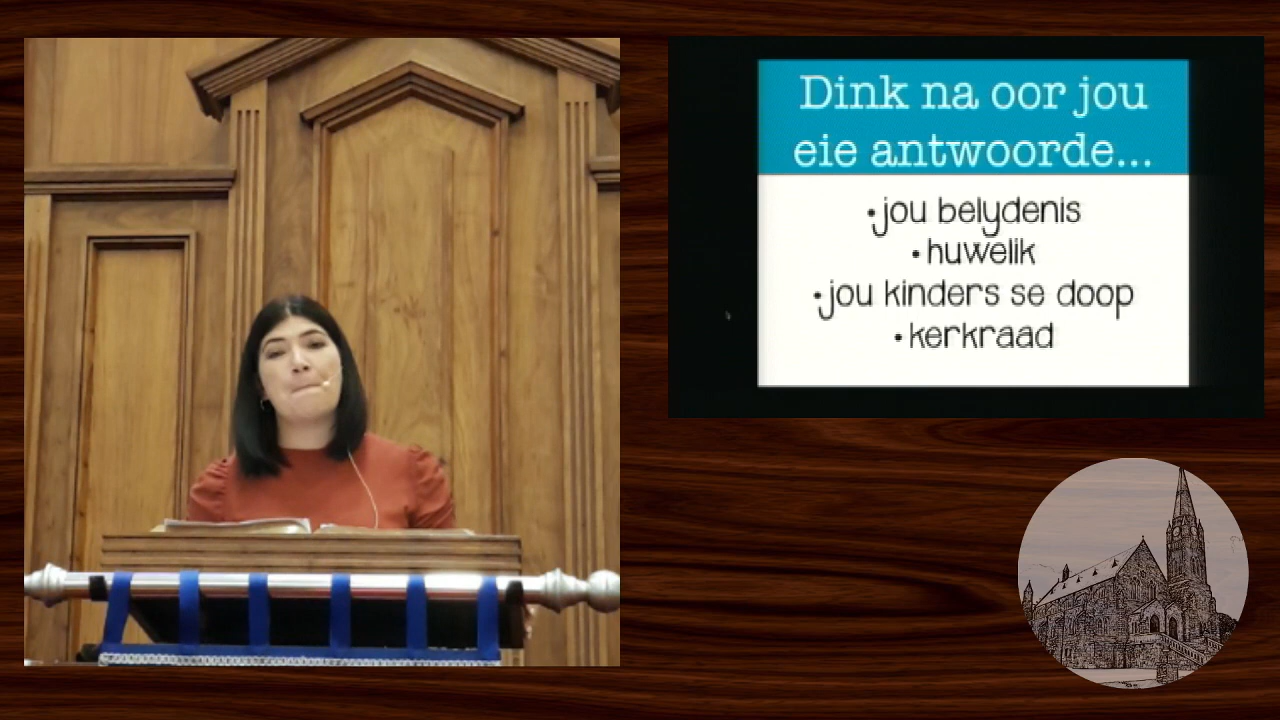 Dink na oor jou
eie antwoorde...
•jou belydenis
•huwelik
•jou kinders se doop
•kerkraad